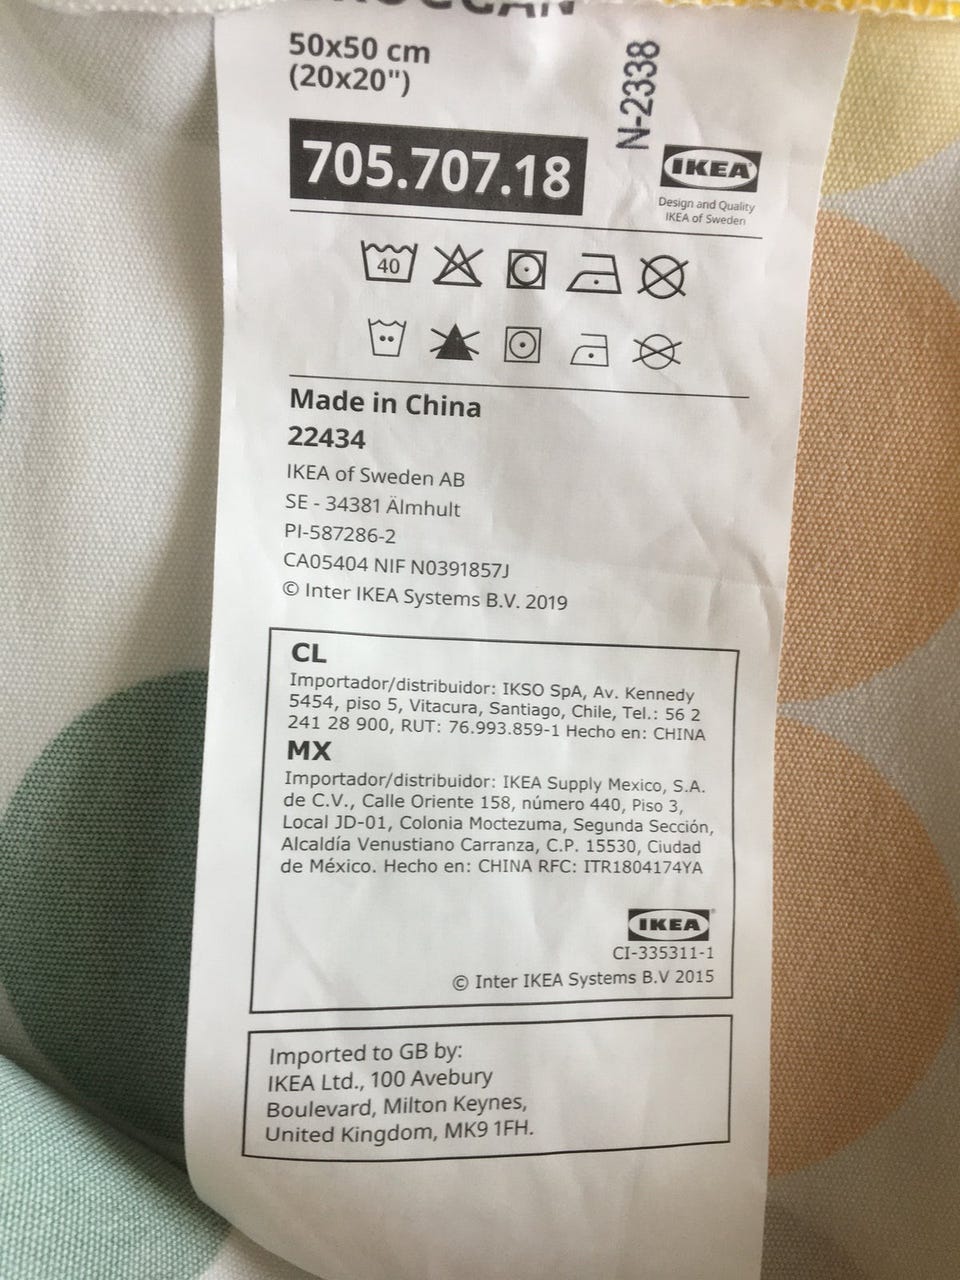 50x50 cm
(20x20")
N-2338
705.707.18
IKEA
Design and Quality
IKEA of Sweden
40
Made in China
22434
IKEA of Sweden AB
SE - 34381 Älmhult
PI-587286-2
CA05404 NIF N0391857J
© Inter IKEA Systems B.V. 2019
CL
Importador/distribuidor: IKSO SpA, Av. Kennedy
5454, piso 5, Vitacura, Santiago, Chile, Tel.: 56 2
241 28 900, RUT: 76.993.859-1 Hecho en: CHINA
MX
Importador/distribuidor: IKEA Supply Mexico, S.A.
de C.V., Calle Oriente 158, número 440, Piso 3,
Local JD-01, Colonia Moctezuma, Segunda Sección,
Alcaldía Venustiano Carranza, C.P. 15530, Ciudad
de México. Hecho en: CHINA RFC: ITR1804174YA
IKEA
CI-335311-1
© Inter IKEA Systems B.V 2015
Imported to GB by:
IKEA Ltd., 100 Avebury
Boulevard, Milton Keynes,
United Kingdom, MK9 1FH.